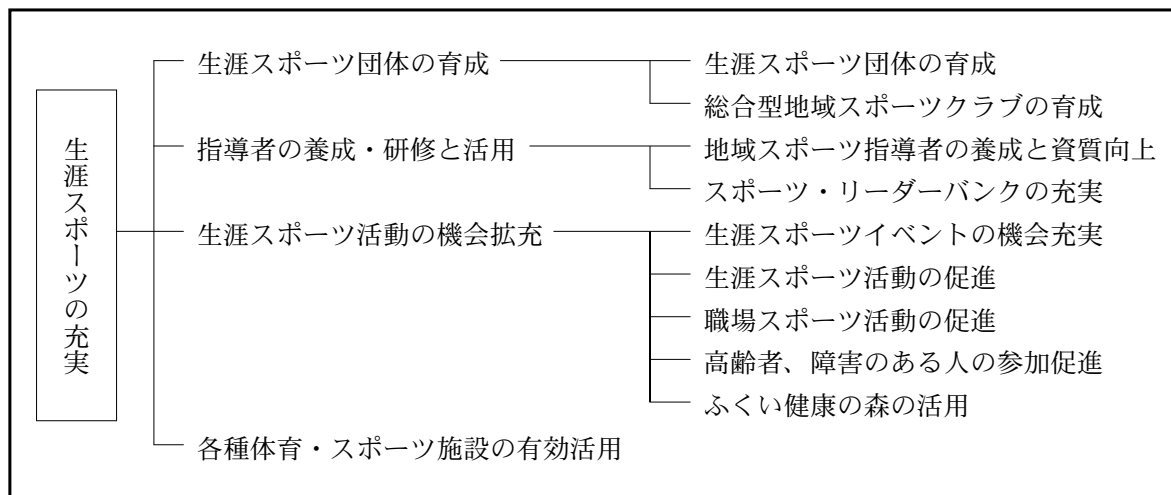 生涯スポーツの充実
生涯スポーツ団体の育成
生涯スポーツ団体の育成
総合型地域スポーツクラブの育成
指導者の養成・研修と活用
地域スポーツ指導者の養成と資質向上
スポーツ・リーダーバンクの充実
生涯スポーツ活動の機会拡充
生涯スポーツイベントの機会充実
生涯スポーツ活動の促進
職場スポーツ活動の促進
高齢者、障害のある人の参加促進
ふくい健康の森の活用
各種体育・スポーツ施設の有効活用